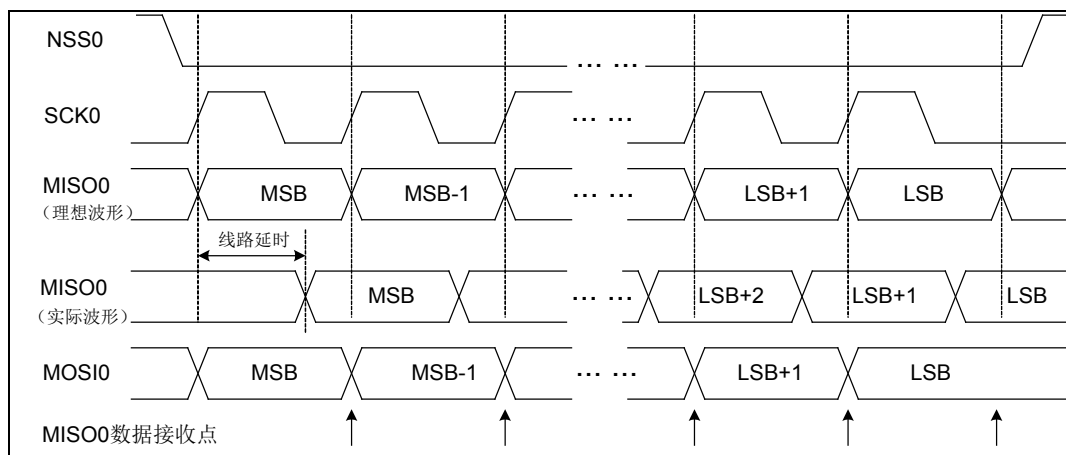 NSS0
... ...
SCK0
... ...
MISO0 MSB MSB-1 ... ... LSB+1 LSB
（理想波形）
线路延时
MISO0 MSB ... ... LSB+2 LSB+1 LSB
（实际波形）
MOSI0 MSB MSB-1 ... ... LSB+1 LSB
MISO0数据接收点